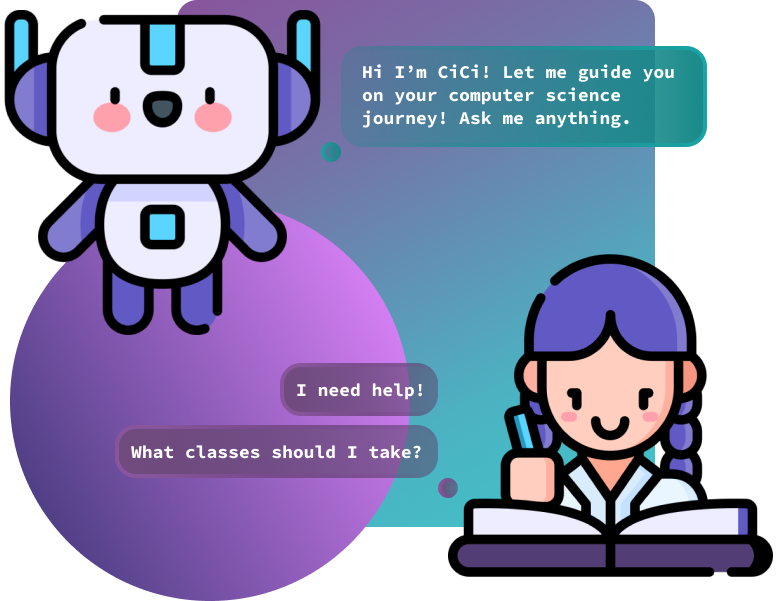 Hi I’m CiCi! Let me guide you
on your computer science
journey! Ask me anything.
I need help!
What classes should I take?